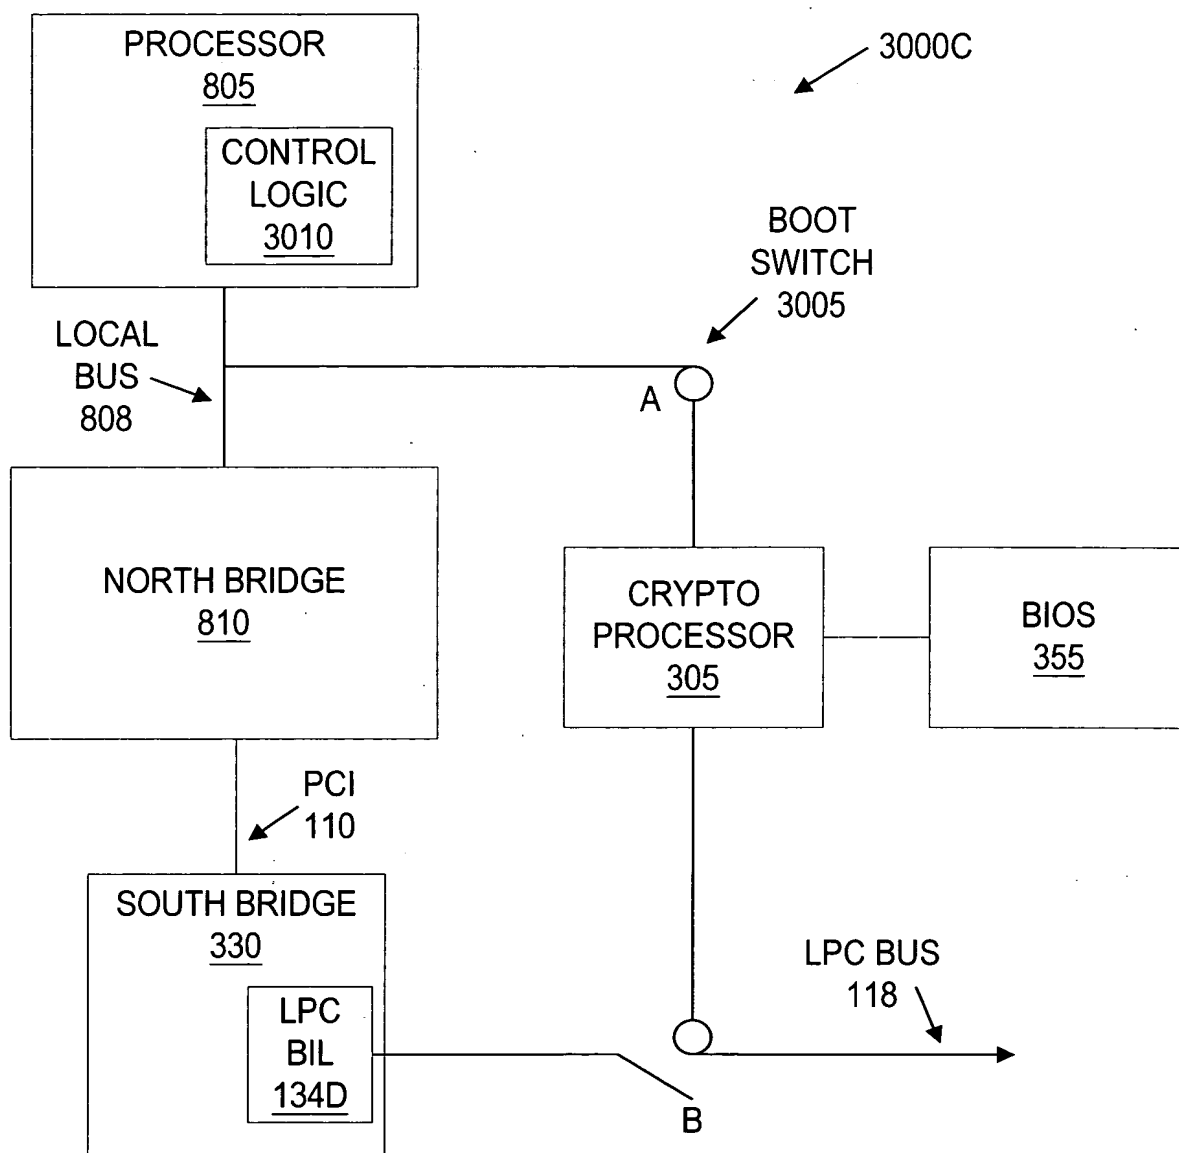 PROCESSOR
805
CONTROL
LOGIC
3010
3000C
BOOT
SWITCH
3005
LOCAL
BUS
808
A
NORTH BRIDGE
810
CRYPTO
PROCESSOR
305
BIOS
355
PCI
110
SOUTH BRIDGE
330
LPC
BIL
134D
LPC BUS
118
B